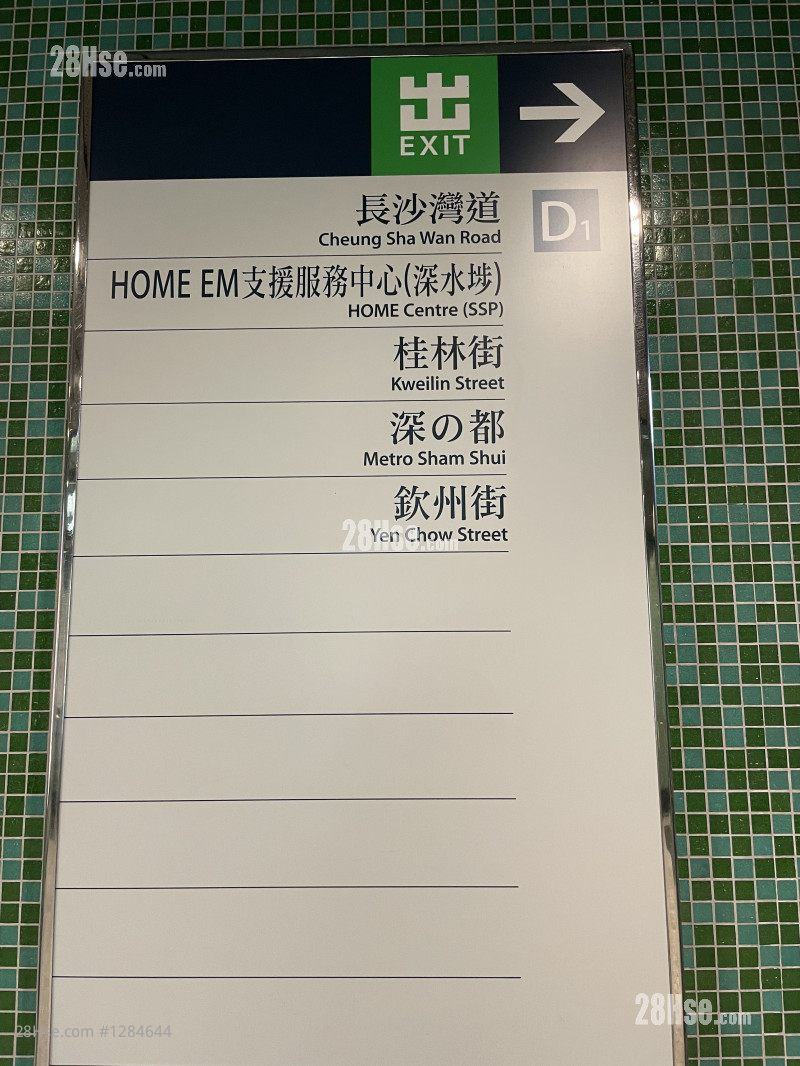 28Hse.com
出
EXIT
長沙灣道
Cheung Sha Wan Road
D1
HOME EM支援服務中心(深水埗)
HOME Centre (SSP)
桂林街
Kweilin Street
深の都
Metro Sham Shui
欽州街
28Hse.com
Yen Chow Street
28Hse.com
28Hse.com #1284644